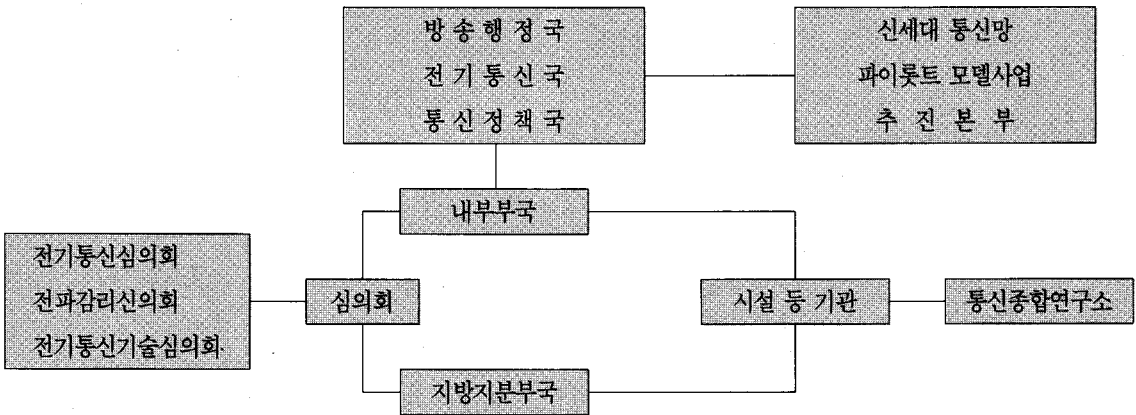 방송행정국
전기통신국
통신정책국
신세대 통신망
파이롯트 모델사업
추진본부
내부부국
전기통신심의회
전파감리신의회
전기통신기술심의회
심의회
시설 등 기관
통신종합연구소
지방지분부국